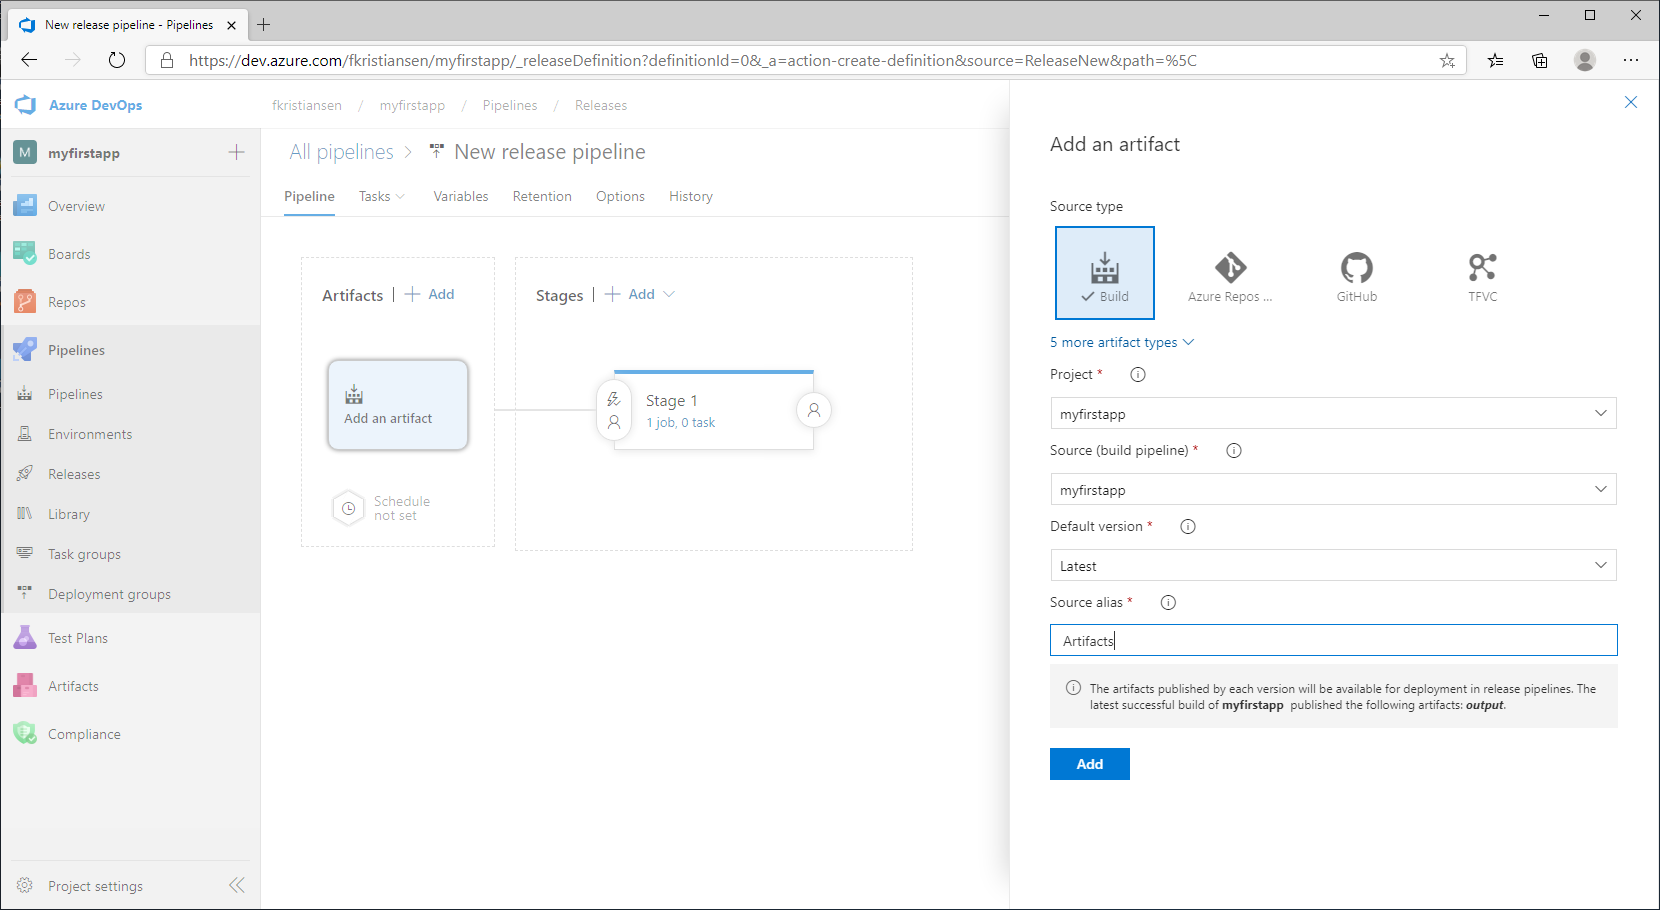 New release pipeline - Pipelines
https://dev.azure.com/fkristiansen/myfirstapp/_releaseDefinition?definitionId=0&_a=action-create-definition&source=ReleaseNew&path=%5C
Azure DevOps
fkristiansen / myfirstapp / Pipelines / Releases
M myfirstapp
Overview
Boards
Repos
Pipelines
Pipelines
Environments
Releases
Library
Task groups
Deployment groups
Test Plans
Artifacts
Compliance
Project settings
All pipelines > New release pipeline
Pipeline Tasks Variables Retention Options History
Artifacts | + Add
Add an artifact
Schedule
not set
Stages | + Add
Stage 1
1 job, 0 task
Add an artifact
Source type
Build
Azure Repos ...
GitHub
TFVC
5 more artifact types
Project *
myfirstapp
Source (build pipeline) *
myfirstapp
Default version *
Latest
Source alias *
Artifacts
The artifacts published by each version will be available for deployment in release pipelines. The
latest successful build of myfirstapp published the following artifacts: output.
Add